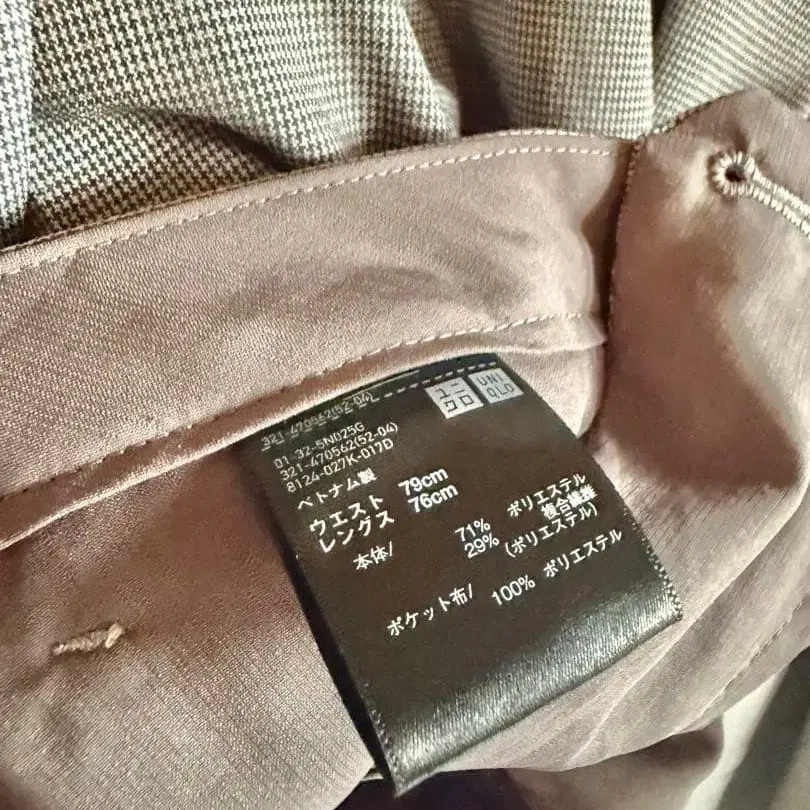 ユニクロ UNIQLO
321-470562(52-04)
01-32-5N025G
321-470562(52-04)
8124-027K-017D
ベトナム製
ウエスト 79cm
レングス 76cm
本体/ 71% ポリエステル
29% 複合繊維
(ポリエステル)
ポケット布/ 100% ポリエステル